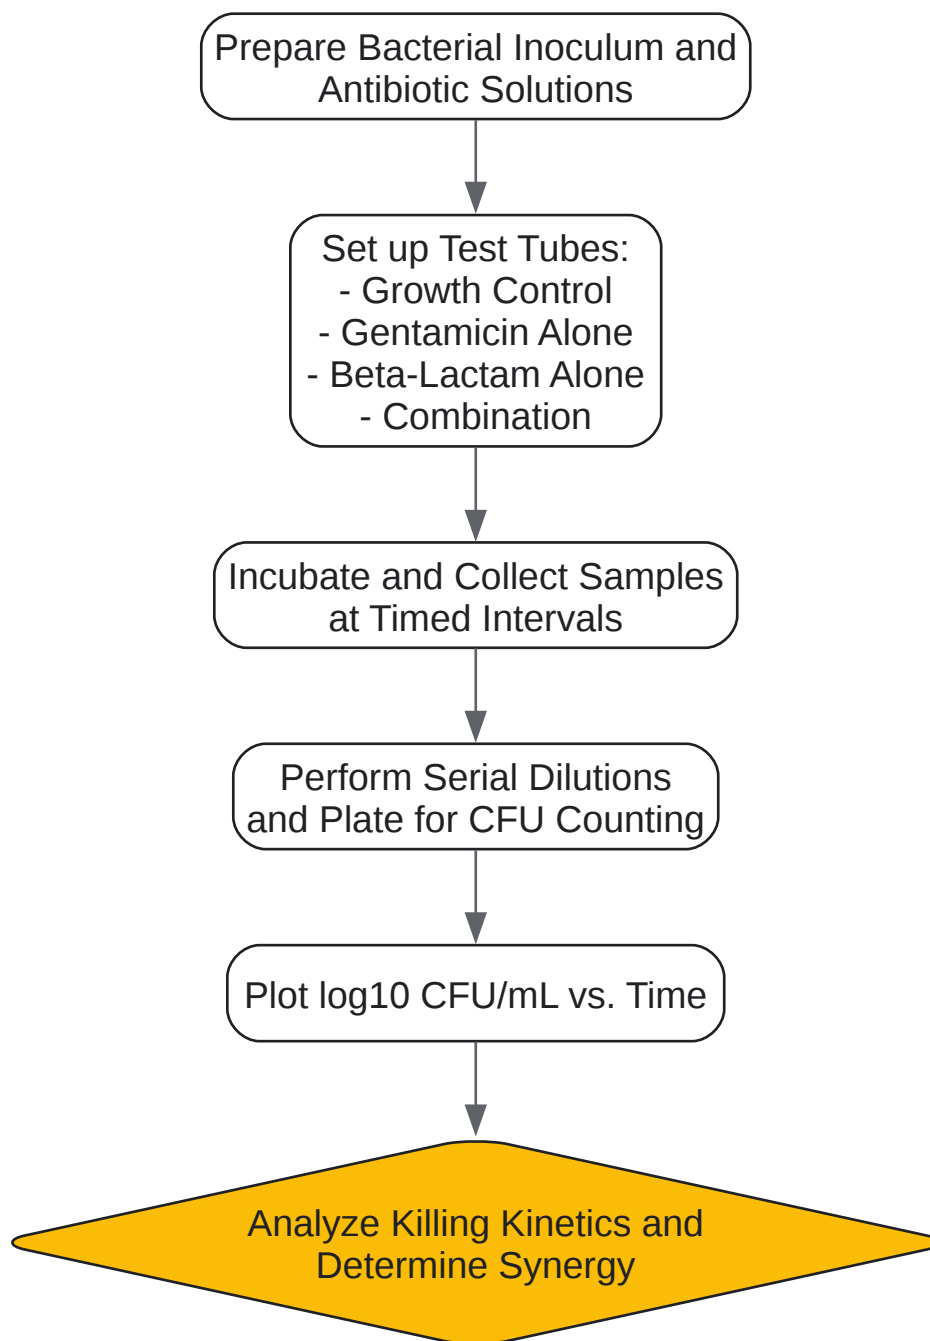 Prepare Bacterial Inoculum and
Antibiotic Solutions
Set up Test Tubes:
- Growth Control
- Gentamicin Alone
- Beta-Lactam Alone
- Combination
Incubate and Collect Samples
at Timed Intervals
Perform Serial Dilutions
and Plate for CFU Counting
Plot log10 CFU/mL vs. Time
Analyze Killing Kinetics and
Determine Synergy